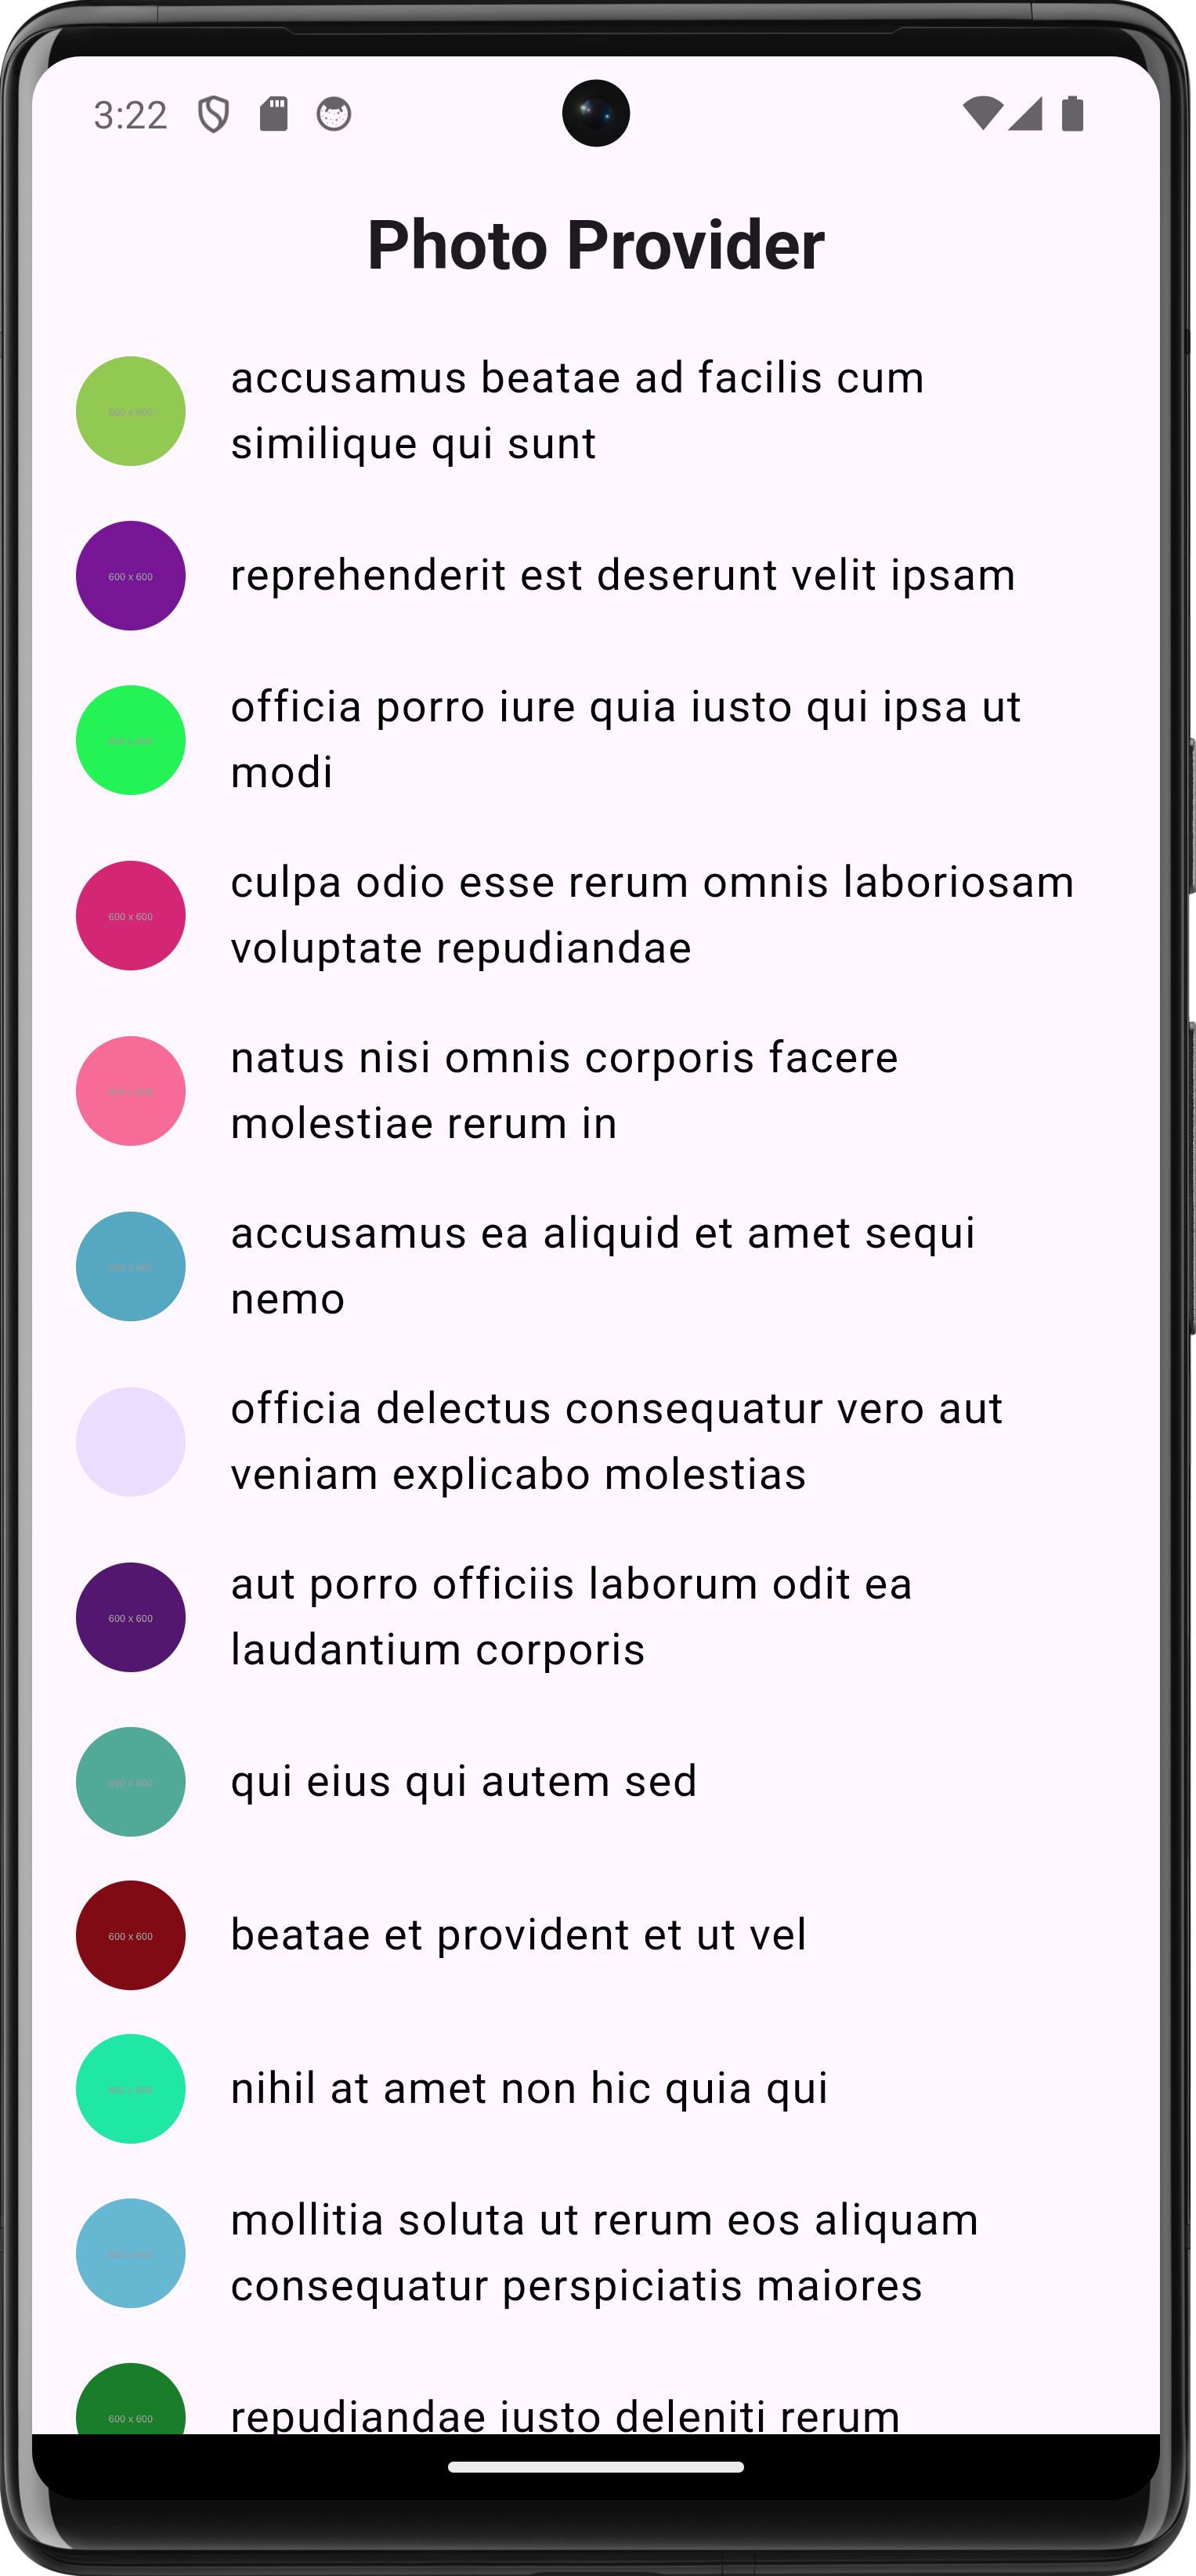 3:22
Photo Provider
600 x 600
accusamus beatae ad facilis cum
similique qui sunt
600 x 600
reprehenderit est deserunt velit ipsam
600 x 600
officia porro iure quia iusto qui ipsa ut
modi
600 x 600
culpa odio esse rerum omnis laboriosam
voluptate repudiandae
600 x 600
natus nisi omnis corporis facere
molestiae rerum in
600 x 600
accusamus ea aliquid et amet sequi
nemo
officia delectus consequatur vero aut
veniam explicabo molestias
600 x 600
aut porro officiis laborum odit ea
laudantium corporis
600 x 600
qui eius qui autem sed
600 x 600
beatae et provident et ut vel
600 x 600
nihil at amet non hic quia qui
600 x 600
mollitia soluta ut rerum eos aliquam
consequatur perspiciatis maiores
600 x 600
repudiandae iusto deleniti rerum